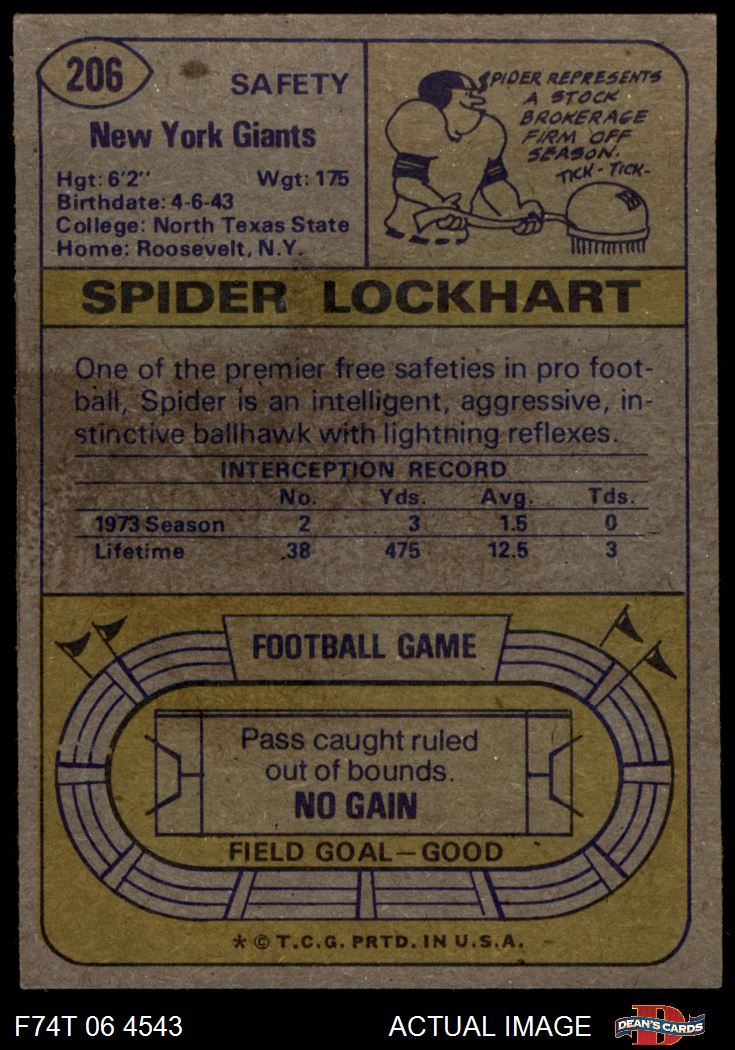 206
SAFETY
New York Giants
Hgt: 6'2''    Wgt: 175
Birthdate: 4-6-43
College: North Texas State
Home: Roosevelt, N.Y.
SPIDER REPRESENTS
A STOCK
BROKERAGE
FIRM OFF
SEASON.
TICK - TICK-
SPIDER LOCKHART
One of the premier free safeties in pro foot-
ball, Spider is an intelligent, aggressive, in-
stinctive ballhawk with lightning reflexes.
INTERCEPTION RECORD
No. Yds. Avg. Tds.
1973 Season 2 3 1.5 0
Lifetime 38 475 12.5 3
FOOTBALL GAME
Pass caught ruled
out of bounds.
NO GAIN
FIELD GOAL—GOOD
* © T.C.G. PRTD. IN U.S.A.
F74T 06 4543 ACTUAL IMAGE
D
DEAN'S CARDS